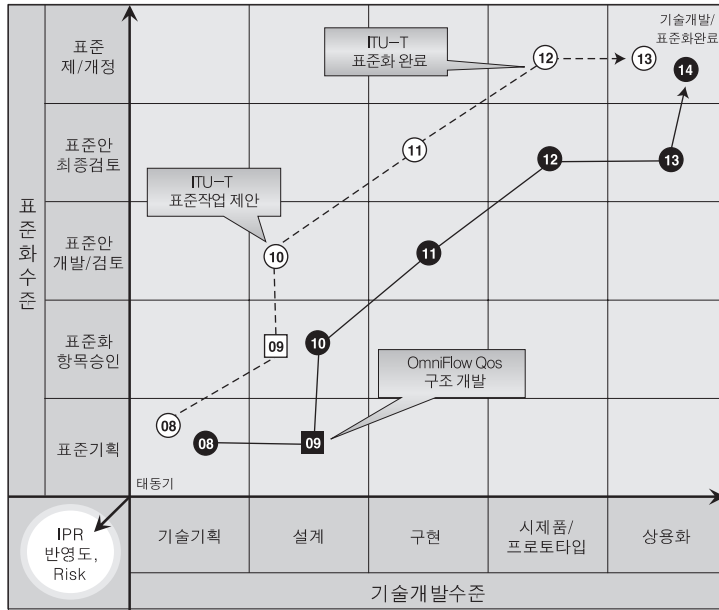 표준
제/개정
표준안
최종검토
표준안
개발/검토
표준화
항목승인
표준기획
표준화수준
ITU-T
표준화 완료
기술개발/
표준화완료
12
13
14
11
12
13
ITU-T
표준작업 제안
10
11
09
10
OmniFlow Qos
구조 개발
08
08
09
태동기
IPR
반영도,
Risk
기술기획
설계
구현
시제품/
프로토타입
상용화
기술개발수준